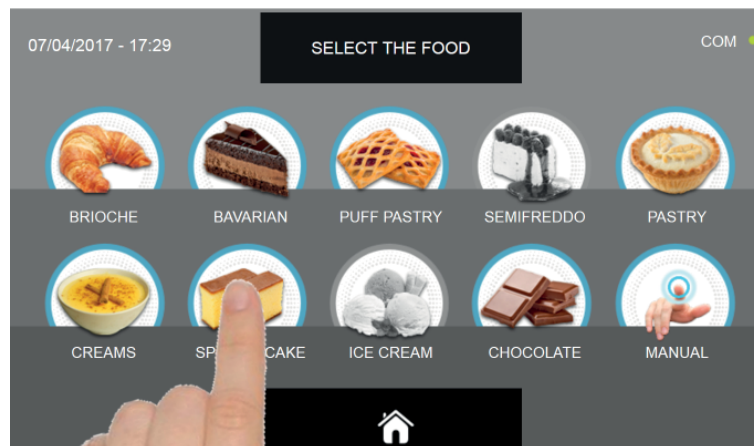 07/04/2017 - 17:29
SELECT THE FOOD
COM
BRIOCHE
BAVARIAN
PUFF PASTRY
SEMIFREDDO
PASTRY
CREAMS
SP CAKE
ICE CREAM
CHOCOLATE
MANUAL